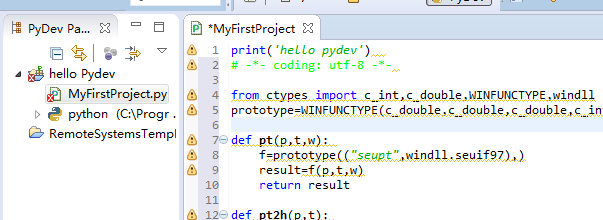 PyDev
PyDev Pa...
*MyFirstProject
hello Pydev
MyFirstProject.py
python (C:\Progr
RemoteSystemsTempl
1 print('hello pydev')
2 # -*- coding: utf-8 -*-
3
4 from ctypes import c_int,c_double,WINFUNCTYPE,windll
5 prototype=WINFUNCTYPE(c_double,c_double,c_double,c_in
6
7 def pt(p,t,w):
8 f=prototype(("seupt",windll.seuif97),)
9 result=f(p,t,w)
10 return result
11
12 def pt2h(p,t):